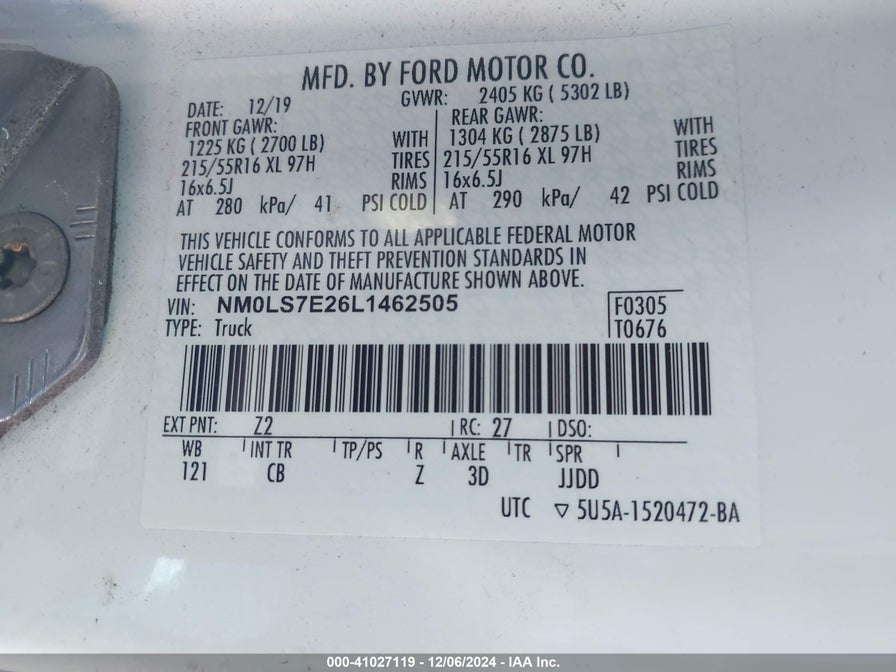 MFD. BY FORD MOTOR CO.
DATE: 12/19 GVWR: 2405 KG ( 5302 LB)
FRONT GAWR: REAR GAWR:
1225 KG ( 2700 LB) WITH 1304 KG ( 2875 LB) WITH
215/55R16 XL 97H TIRES 215/55R16 XL 97H TIRES
16x6.5J RIMS 16x6.5J RIMS
AT 280 kPa/ 41 PSI COLD AT 290 kPa/ 42 PSI COLD
THIS VEHICLE CONFORMS TO ALL APPLICABLE FEDERAL MOTOR
VEHICLE SAFETY AND THEFT PREVENTION STANDARDS IN
EFFECT ON THE DATE OF MANUFACTURE SHOWN ABOVE.
VIN: NM0LS7E26L1462505 F0305
TYPE: Truck T0676
EXT PNT: Z2 RC: 27 DSO:
WB INT TR TP/PS R AXLE TR SPR
121 CB Z 3D JJDD
UTC ▽ 5U5A-1520472-BA
000-41027119 - 12/06/2024 - IAA Inc.